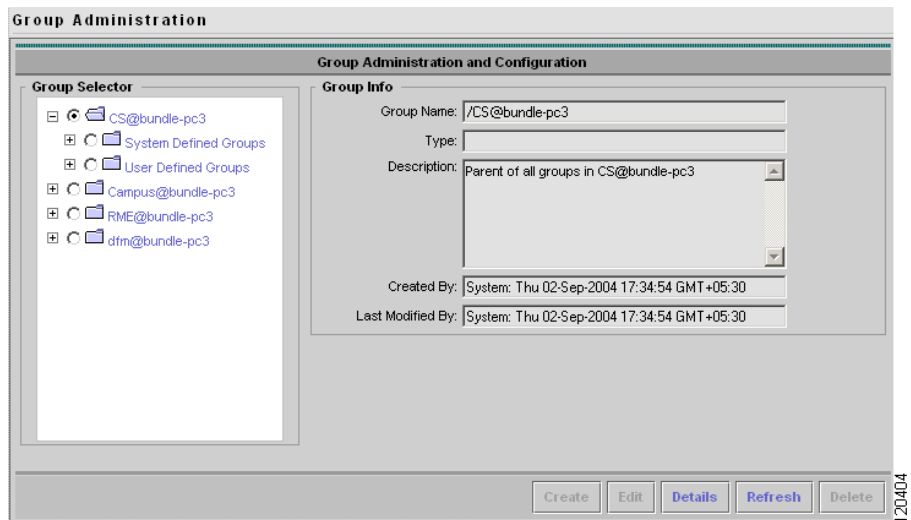 Group Administration
Group Administration and Configuration
Group Selector
CS@bundle-pc3
System Defined Groups
User Defined Groups
Campus@bundle-pc3
RME@bundle-pc3
dfm@bundle-pc3
Group Info
Group Name: /CS@bundle-pc3
Type:
Description: Parent of all groups in CS@bundle-pc3
Created By: System: Thu 02-Sep-2004 17:34:54 GMT+05:30
Last Modified By: System: Thu 02-Sep-2004 17:34:54 GMT+05:30
Create Edit Details Refresh Delete
120404